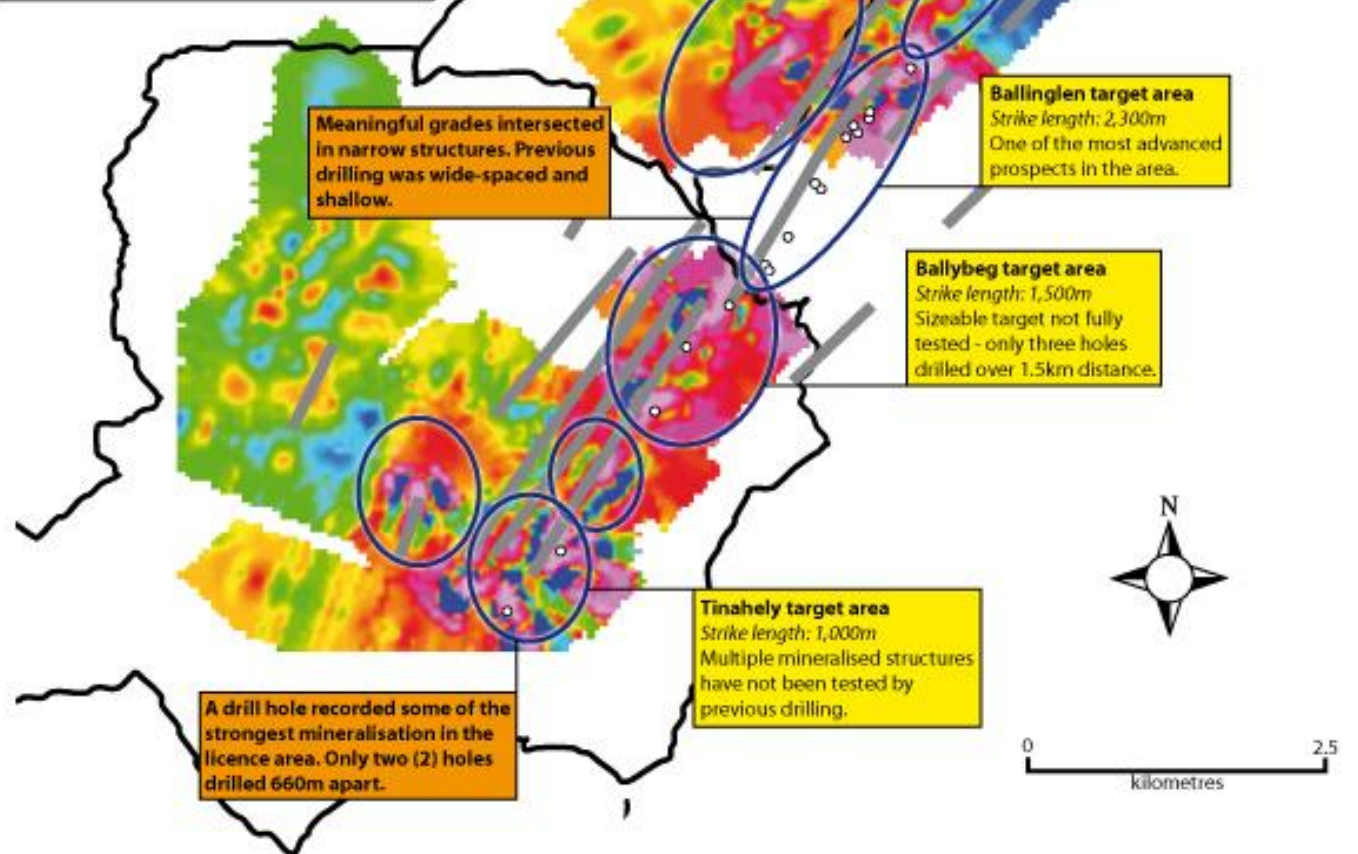 Ballinglen target area
Strike length: 2,300m
One of the most advanced
prospects in the area.
Meaningful grades intersected
in narrow structures. Previous
drilling was wide-spaced and
shallow.
Ballybeg target area
Strike length: 1,500m
Sizeable target not fully
tested - only three holes
drilled over 1.5km distance.
N
Tinahely target area
Strike length: 1,000m
Multiple mineralised structures
have not been tested by
previous drilling.
A drill hole recorded some of the
strongest mineralisation in the
licence area. Only two (2) holes
drilled 660m apart.
0 2.5
kilometres